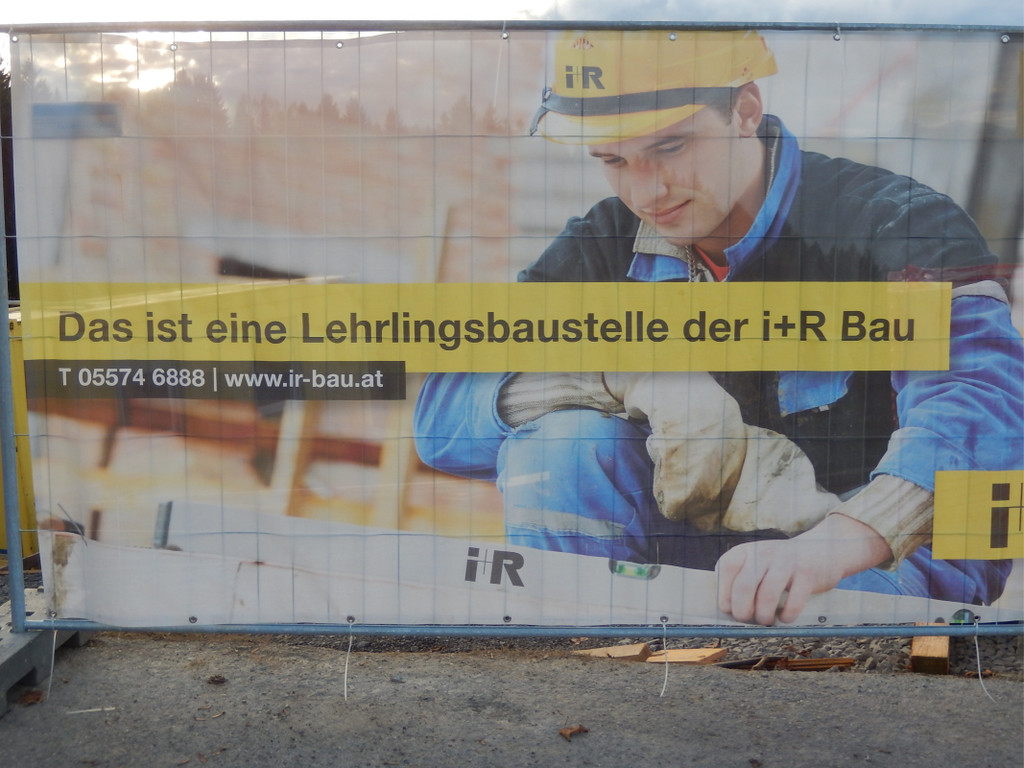 i+R
Das ist eine Lehrlingsbaustelle der i+R Bau
T 05574 6888 | www.ir-bau.at
i+R
i+